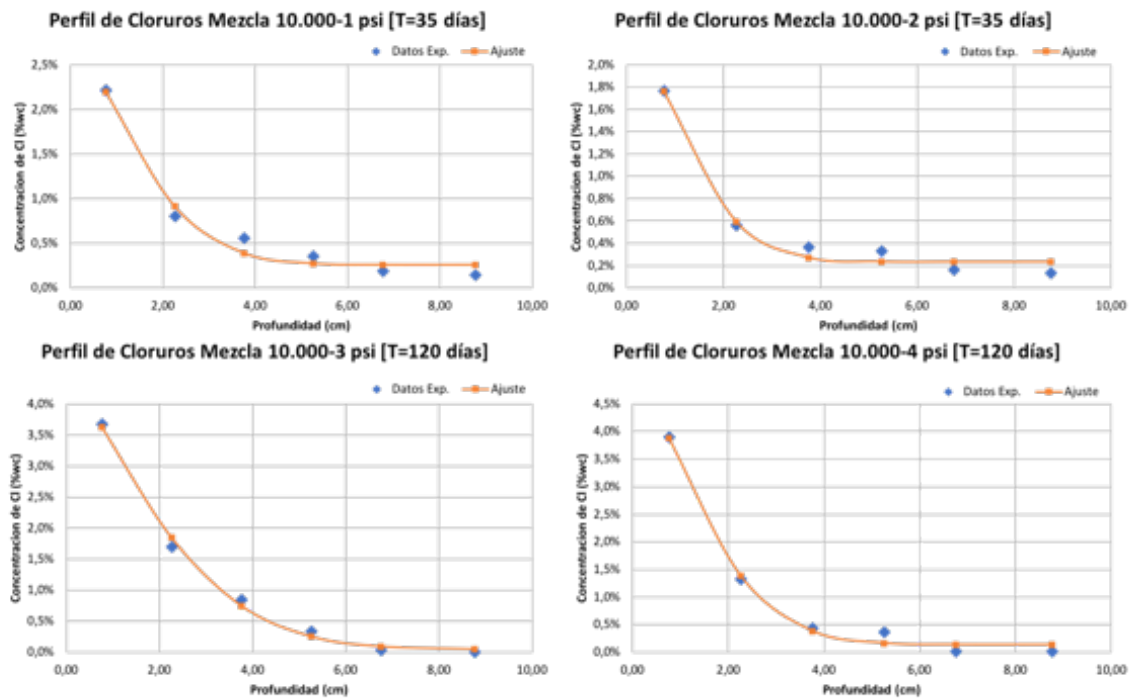 Perfil de Cloruros Mezcla 10.000-1 psi [T=35 días]
Datos Exp. Ajuste
Concentracion de Cl (%wc)
2,5%
2,0%
1,5%
1,0%
0,5%
0,0%
0,00 2,00 4,00 6,00 8,00 10,00
Profundidad (cm)
Perfil de Cloruros Mezcla 10.000-2 psi [T=35 días]
Datos Exp. Ajuste
Concentracion de Cl (%wc)
2,0%
1,8%
1,6%
1,4%
1,2%
1,0%
0,8%
0,6%
0,4%
0,2%
0,0%
0,00 2,00 4,00 6,00 8,00 10,00
Profundidad (cm)
Perfil de Cloruros Mezcla 10.000-3 psi [T=120 días]
Datos Exp. Ajuste
Concentracion de Cl (%wc)
4,0%
3,5%
3,0%
2,5%
2,0%
1,5%
1,0%
0,5%
0,0%
0,00 2,00 4,00 6,00 8,00 10,00
Profundidad (cm)
Perfil de Cloruros Mezcla 10.000-4 psi [T=120 días]
Datos Exp. Ajuste
Concentracion de Cl (%wc)
4,5%
4,0%
3,5%
3,0%
2,5%
2,0%
1,5%
1,0%
0,5%
0,0%
0,00 2,00 4,00 6,00 8,00 10,00
Profundidad (cm)